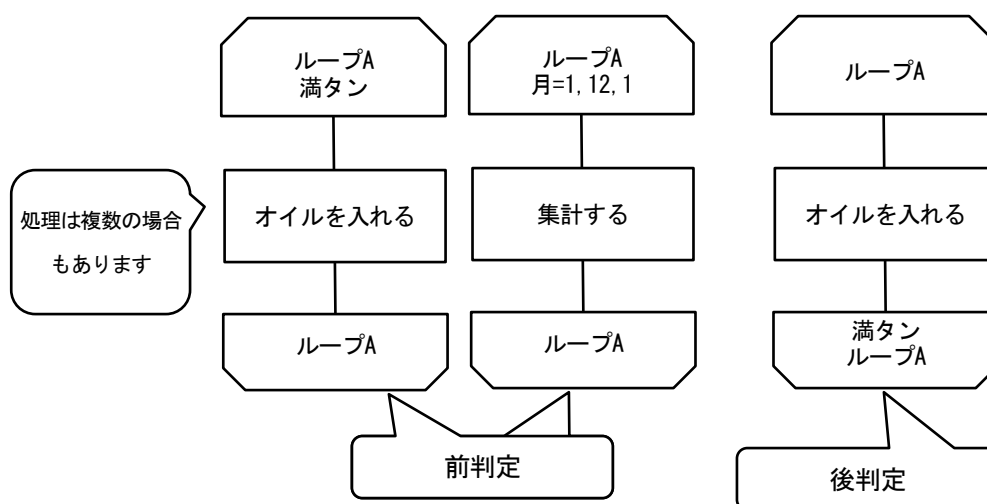 ループA
満タン
オイルを入れる
ループA
処理は複数の場合
もあります
ループA
月=1,12,1
集計する
ループA
前判定
ループA
オイルを入れる
満タン
ループA
後判定